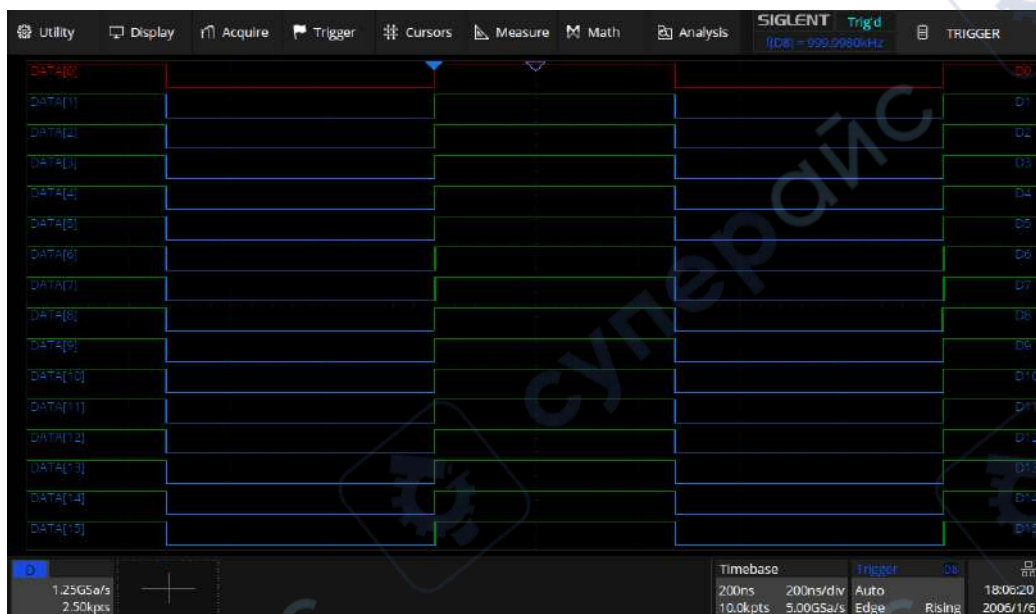 Utility Display Acquire Trigger Cursors Measure Math Analysis
SIGLENT Trig'd
f(D8) = 999.9980kHz
TRIGGER
DATA[0] D0
DATA[1] D1
DATA[2] D2
DATA[3] D3
DATA[4] D4
DATA[5] D5
DATA[6] D6
DATA[7] D7
DATA[8] D8
DATA[9] D9
DATA[10] D10
DATA[11] D11
DATA[12] D12
DATA[13] D13
DATA[14] D14
DATA[15] D15
суперайс
D
1.25GSa/s
2.50kpts
Timebase
200ns 200ns/div
10.0kpts 5.00GSa/s
Trigger D8
Auto
Edge Rising
18:06:20